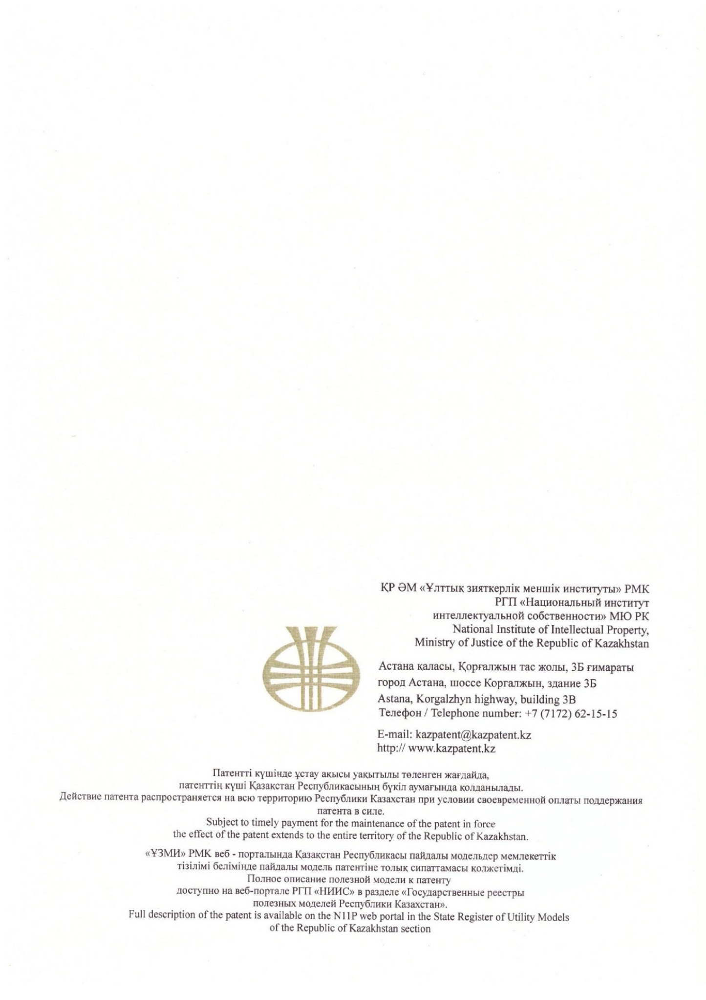 ҚР ӘМ «Ұлттық зияткерлік меншік институты» РМК
РГП «Национальный институт
интеллектуальной собственности» МЮ РК
National Institute of Intellectual Property,
Ministry of Justice of the Republic of Kazakhstan
Астана қаласы, Қорғалжын тас жолы, 3Б ғимараты
город Астана, шоссе Коргалжын, здание 3Б
Astana, Korgalzhyn highway, building 3B
Телефон / Telephone number: +7 (7172) 62-15-15
E-mail: kazpatent@kazpatent.kz
http:// www.kazpatent.kz
Патентті күшінде ұстау ақысы уақытылы төленген жағдайда,
патенттің күші Қазақстан Республикасының бүкіл аумағында қолданылады.
Действие патента распространяется на всю территорию Республики Казахстан при условии своевременной оплаты поддержания
патента в силе.
Subject to timely payment for the maintenance of the patent in force
the effect of the patent extends to the entire territory of the Republic of Kazakhstan.
«ҰЗМИ» РМК веб - порталында Қазақстан Республикасы пайдалы модельдер мемлекеттік
тізілімі белімінде пайдалы модель патентіне толық сипаттамасы қолжетімді.
Полное описание полезной модели к патенту
доступно на веб-портале РГП «НИИС» в разделе «Государственные реестры
полезных моделей Республики Казахстан».
Full description of the patent is available on the N11P web portal in the State Register of Utility Models
of the Republic of Kazakhstan section